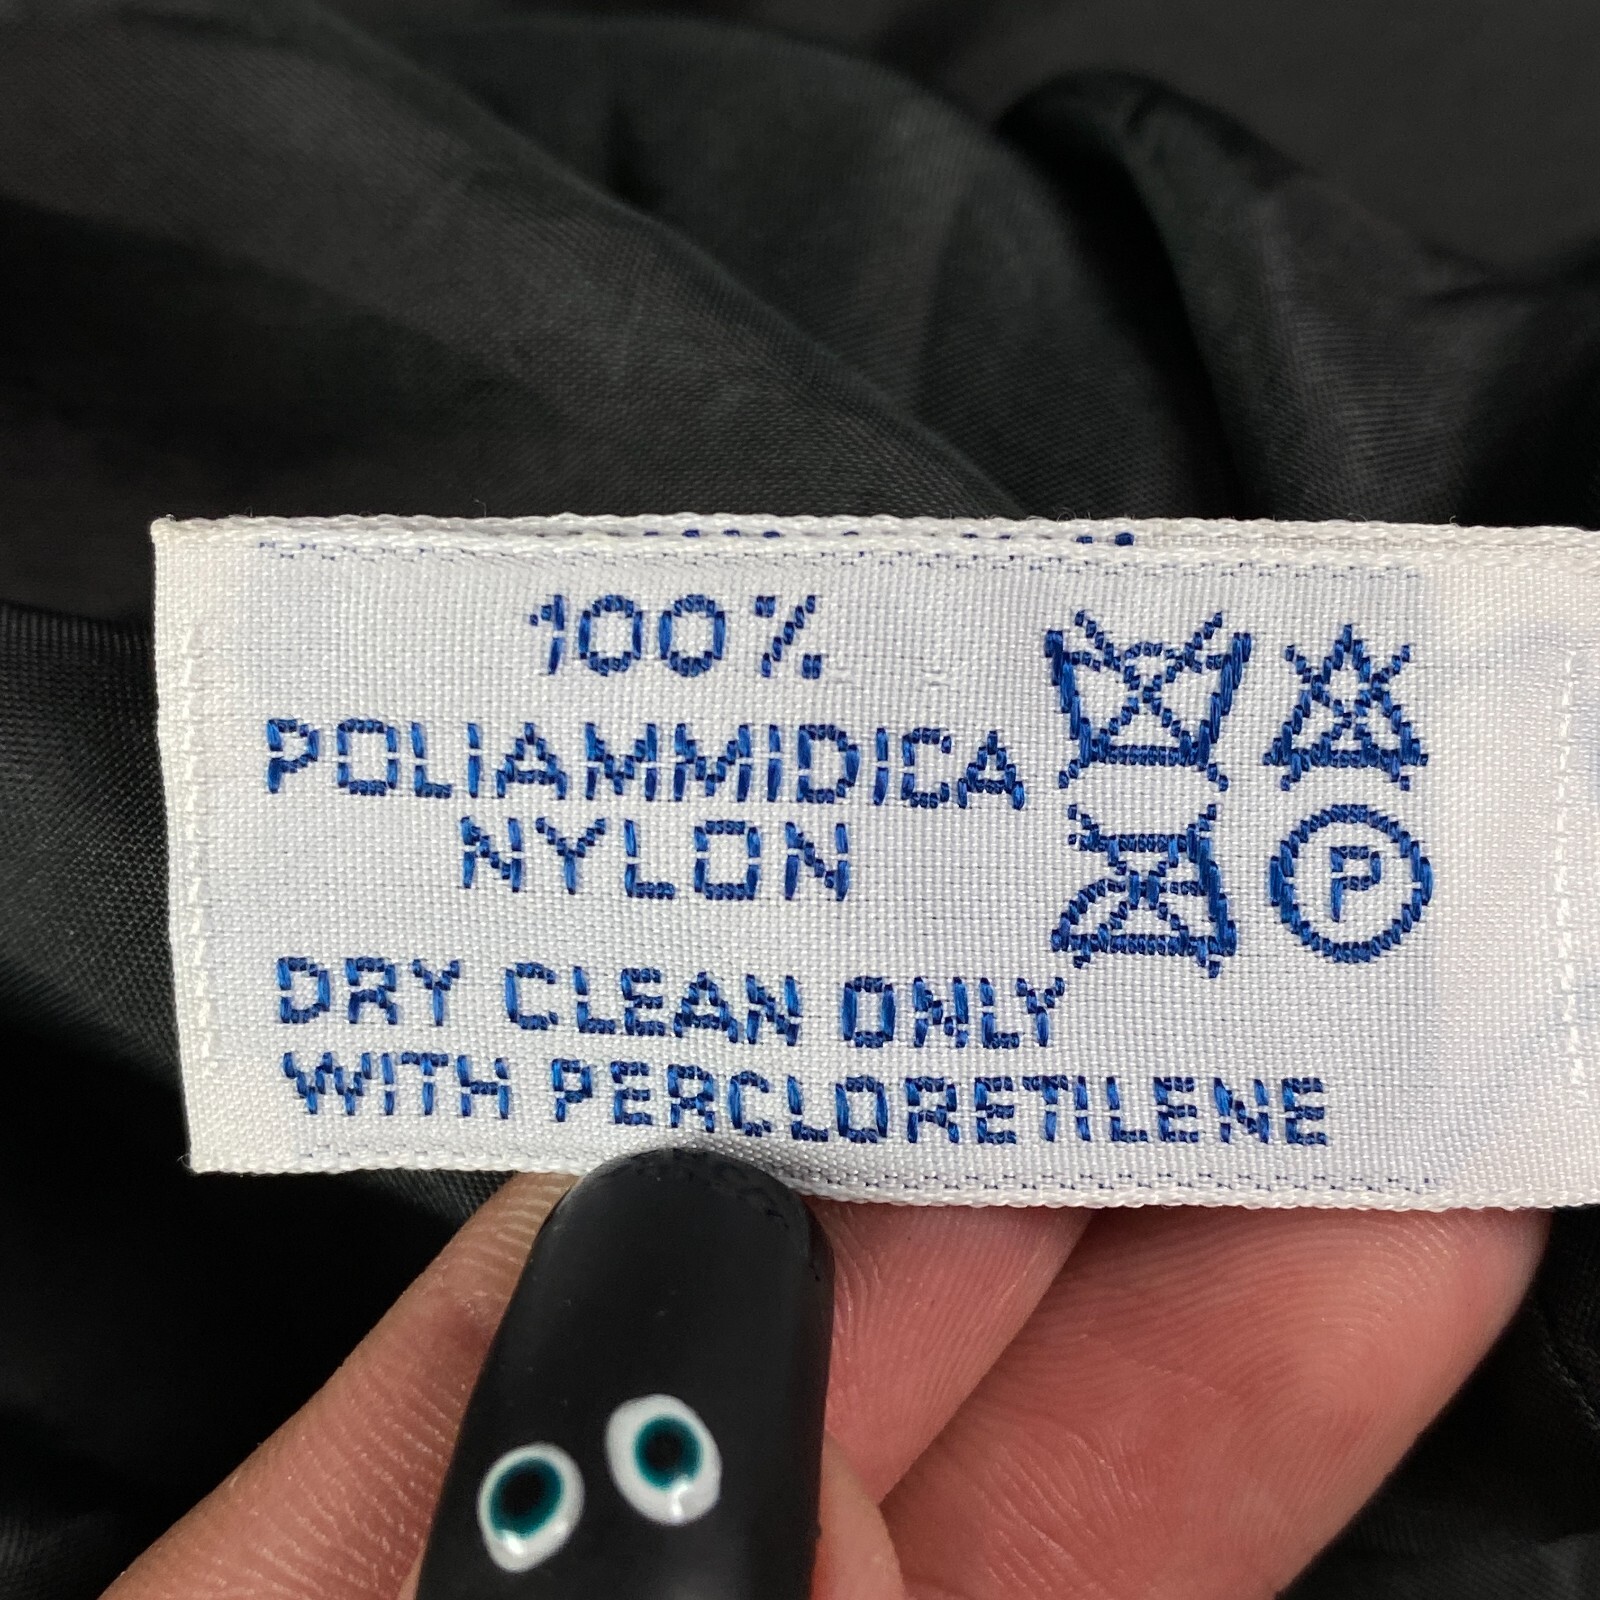 100%
POLIAMMIDICA
NYLON
P
DRY CLEAN ONLY
WITH PERCLORETILENE